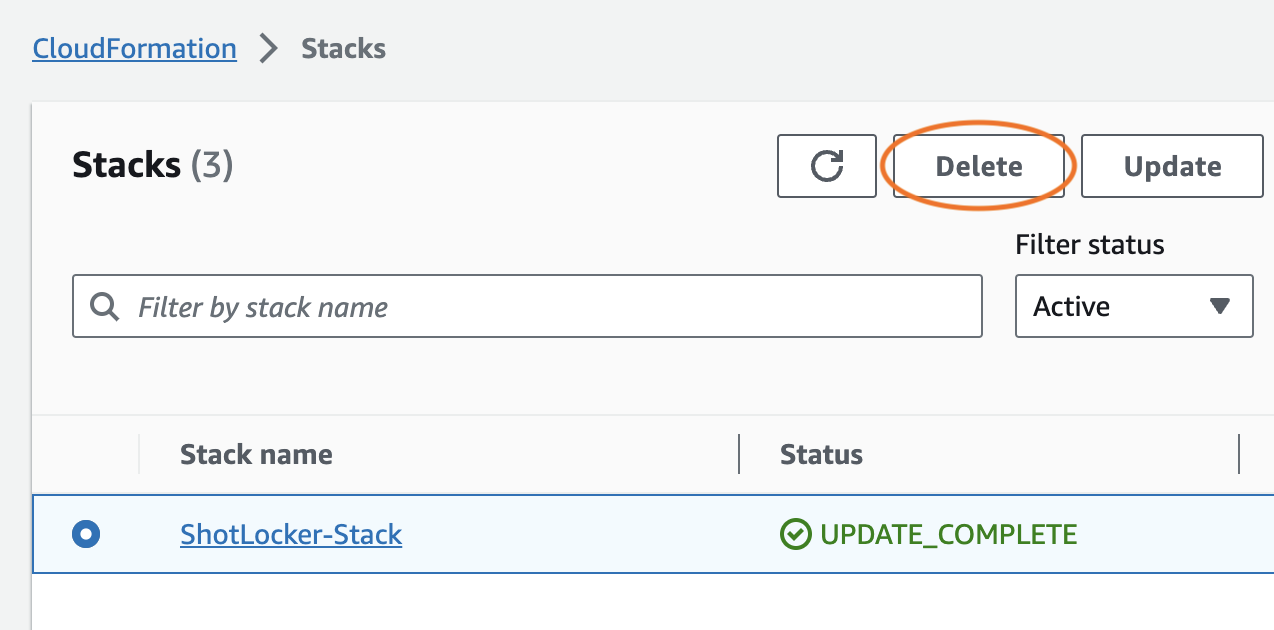 CloudFormation > Stacks
Stacks (3)
Delete
Update
Filter status
Filter by stack name
Active
Stack name
Status
ShotLocker-Stack
UPDATE_COMPLETE